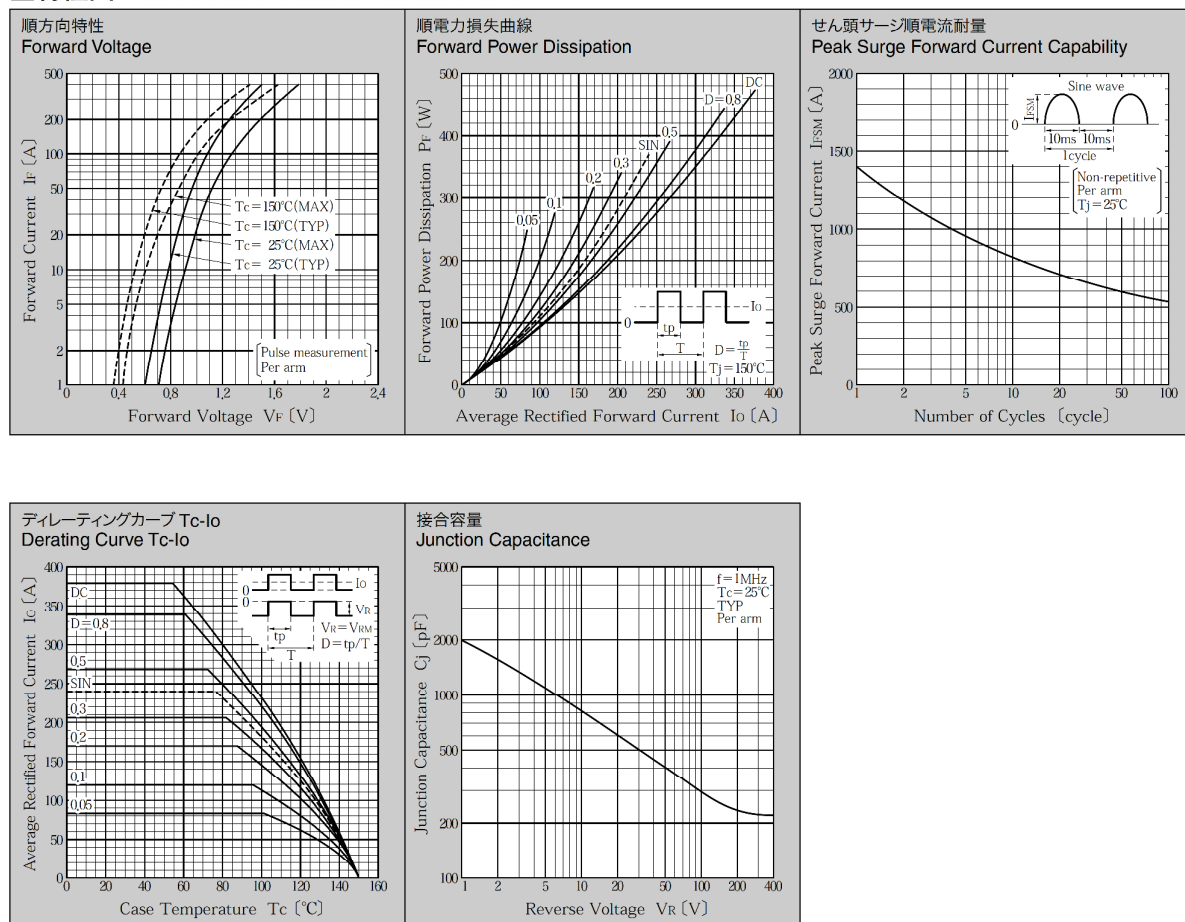 順方向特性
Forward Voltage
500
200
100
50
20
10
5
2
1
0
0.4
0.8
1.2
1.6
2
2.4
Forward Current IF 〔A〕
Tc=150℃(MAX)
Tc=150℃(TYP)
Tc= 25℃(MAX)
Tc= 25℃(TYP)
Pulse measurement
Per arm
Forward Voltage VF〔V〕
順電力損失曲線
Forward Power Dissipation
500
400
300
200
100
0
0 50 100 150 200 250 300 350 400
Forward Power Dissipation PF〔W〕
DC
D=0.8
0.5
SIN
0.3
0.2
0.1
0.05
0
IO
tp
T
D=tp/T
Tj=150℃
Average Rectified Forward Current IO〔A〕
せん頭サージ順電流耐量
Peak Surge Forward Current Capability
2000
1500
1000
500
0
1 2 5 10 20 50 100
Peak Surge Forward Current IFSM〔A〕
Sine wave
IFSM
0
10ms 10ms
1cycle
Non-repetitive
Per arm
Tj=25℃
Number of Cycles 〔cycle〕
ディレーティングカーブ Tc-Io
Derating Curve Tc-Io
400
350
300
250
200
150
100
50
0
0 20 40 60 80 100 120 140 160
Average Rectified Forward Current IO〔A〕
DC
D=0.8
0.5
SIN
0.3
0.2
0.1
0.05
0
IO
0
VR
tp
T
VR=VRM
D=tp/T
Case Temperature Tc〔℃〕
接合容量
Junction Capacitance
5000
2000
1000
500
200
100
1 2 5 10 20 50 100 200 400
Junction Capacitance Cj〔pF〕
f=1MHz
Tc=25℃
TYP
Per arm
Reverse Voltage VR〔V〕